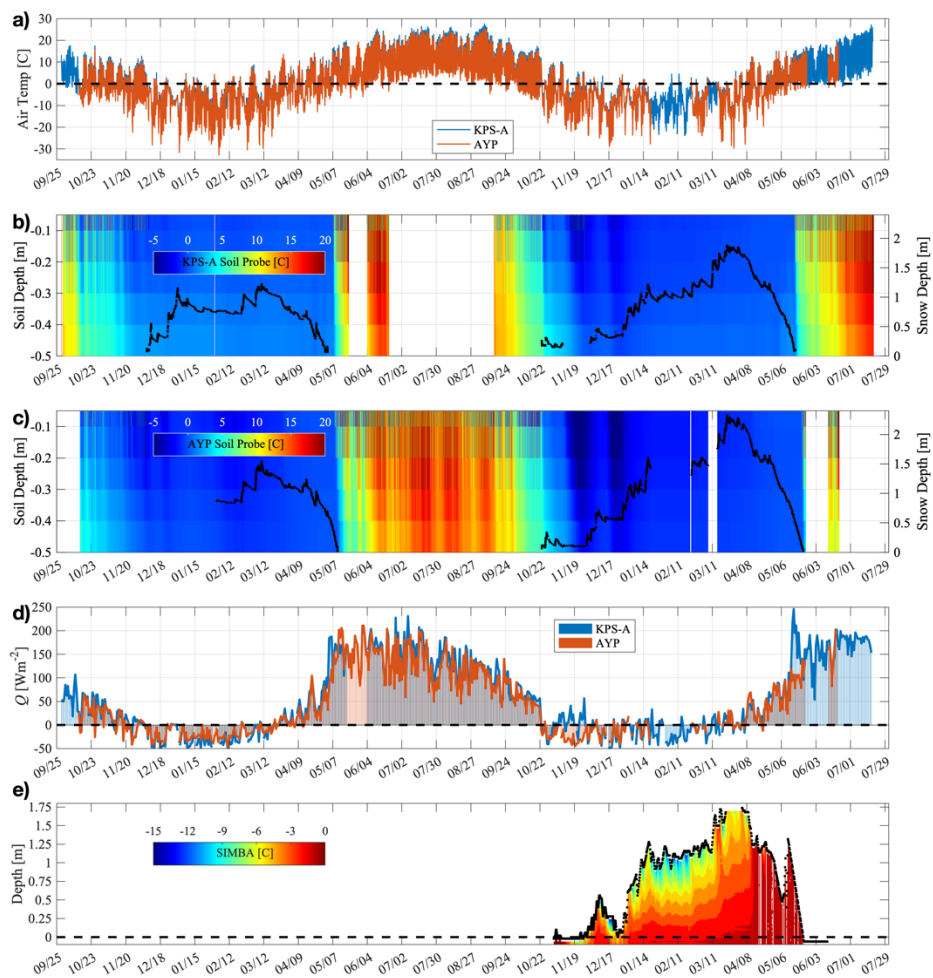 a)
30
20
10
0
-10
-20
-30
Air Temp [C]
KPS-A
AYP
09/25 10/23 11/20 12/18 01/15 02/12 03/12 04/09 05/07 06/04 07/02 07/30 08/27 09/24 10/22 11/19 12/17 01/14 02/11 03/11 04/08 05/06 06/03 07/01 07/29
b)
-0.1
-0.2
-0.3
-0.4
-0.5
Soil Depth [m]
-5 0 5 10 15 20
KPS-A Soil Probe [C]
2
1.5
1
0.5
0
Snow Depth [m]
09/25 10/23 11/20 12/18 01/15 02/12 03/12 04/09 05/07 06/04 07/02 07/30 08/27 09/24 10/22 11/19 12/17 01/14 02/11 03/11 04/08 05/06 06/03 07/01 07/29
c)
-0.1
-0.2
-0.3
-0.4
-0.5
Soil Depth [m]
-5 0 5 10 15 20
AYP Soil Probe [C]
2
1.5
1
0.5
0
Snow Depth [m]
09/25 10/23 11/20 12/18 01/15 02/12 03/12 04/09 05/07 06/04 07/02 07/30 08/27 09/24 10/22 11/19 12/17 01/14 02/11 03/11 04/08 05/06 06/03 07/01 07/29
d)
250
200
150
100
50
0
-50
Q [Wm⁻²]
KPS-A
AYP
09/25 10/23 11/20 12/18 01/15 02/12 03/12 04/09 05/07 06/04 07/02 07/30 08/27 09/24 10/22 11/19 12/17 01/14 02/11 03/11 04/08 05/06 06/03 07/01 07/29
e)
1.75
1.5
1.25
1
0.75
0.5
0.25
0
Depth [m]
-15 -12 -9 -6 -3 0
SIMBA [C]
09/25 10/23 11/20 12/18 01/15 02/12 03/12 04/09 05/07 06/04 07/02 07/30 08/27 09/24 10/22 11/19 12/17 01/14 02/11 03/11 04/08 05/06 06/03 07/01 07/29